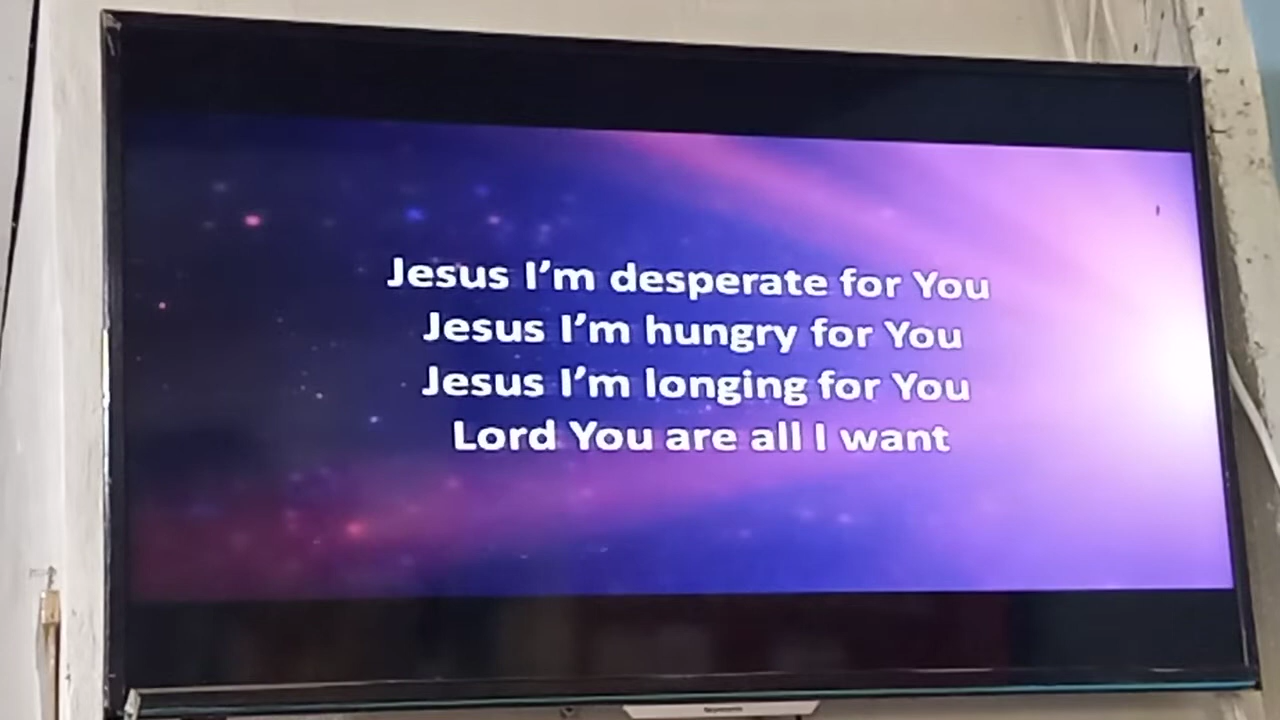 Jesus I’m desperate for You
Jesus I’m hungry for You
Jesus I’m longing for You
Lord You are all I want